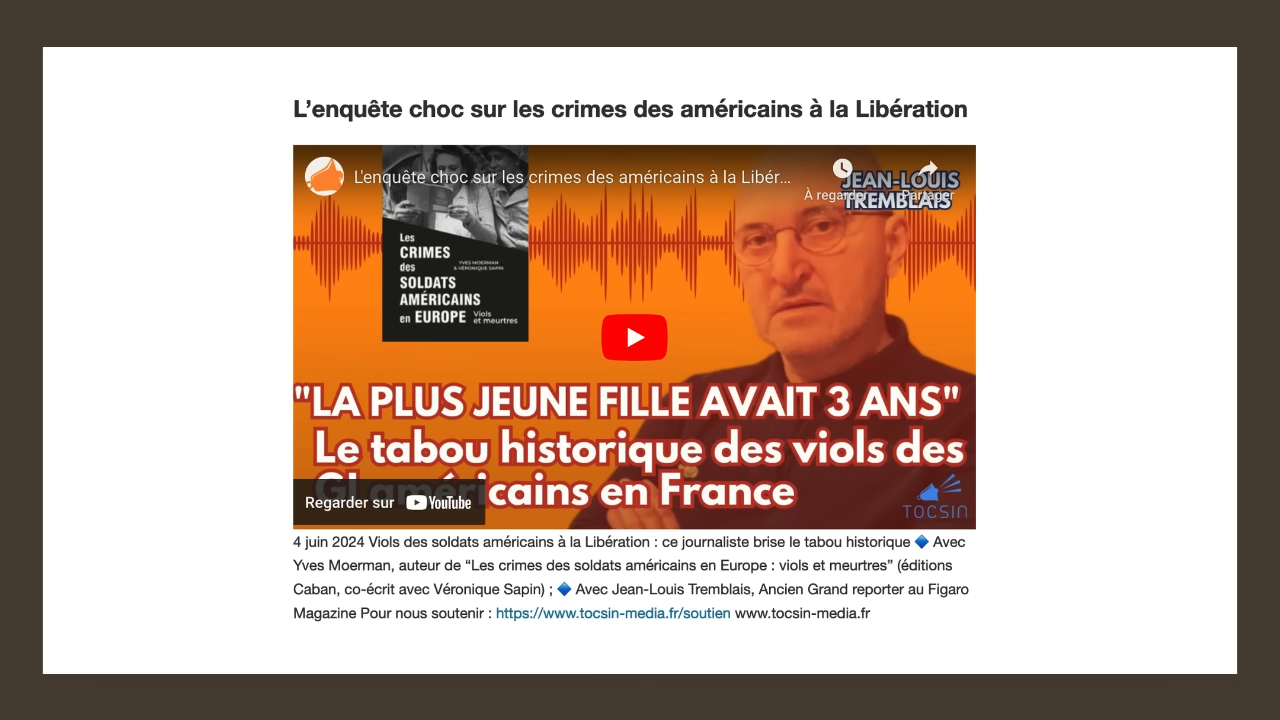 L’enquête choc sur les crimes des américains à la Libération
L'enquête choc sur les crimes des américains à la Libér...
À regarder
Partager
JEAN-LOUIS
TREMBLAIS
Les
CRIMES
des
SOLDATS
AMÉRICAINS
en EUROPE
YVES MOERMAN
& VÉRONIQUE SAPIN
Viols
et meurtres
"LA PLUS JEUNE FILLE AVAIT 3 ANS"
Le tabou historique des viols des
GI américains en France
Regarder sur YouTube
TOCSIN
4 juin 2024 Viols des soldats américains à la Libération : ce journaliste brise le tabou historique 🔷 Avec
Yves Moerman, auteur de “Les crimes des soldats américains en Europe : viols et meurtres” (éditions
Caban, co-écrit avec Véronique Sapin) ; 🔷 Avec Jean-Louis Tremblais, Ancien Grand reporter au Figaro
Magazine Pour nous soutenir : https://www.tocsin-media.fr/soutien www.tocsin-media.fr